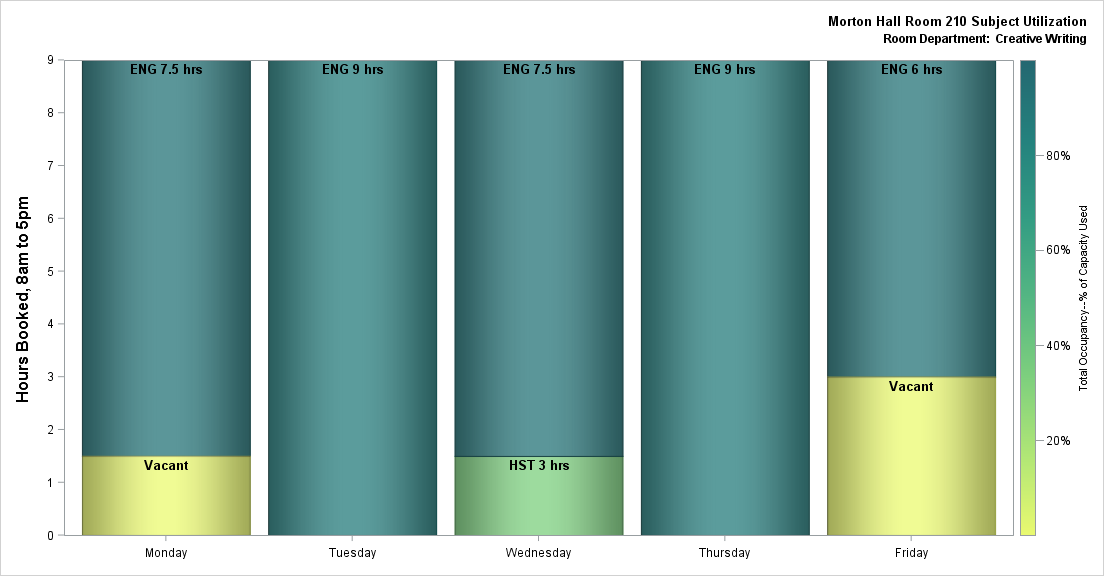 Morton Hall Room 210 Subject Utilization
Room Department: Creative Writing
Hours Booked, 8am to 5pm
9
8
7
6
5
4
3
2
1
0
ENG 7.5 hrs
ENG 9 hrs
ENG 7.5 hrs
ENG 9 hrs
ENG 6 hrs
Vacant
Vacant
HST 3 hrs
Monday
Tuesday
Wednesday
Thursday
Friday
80%
60%
40%
20%
Total Occupancy--% of Capacity Used